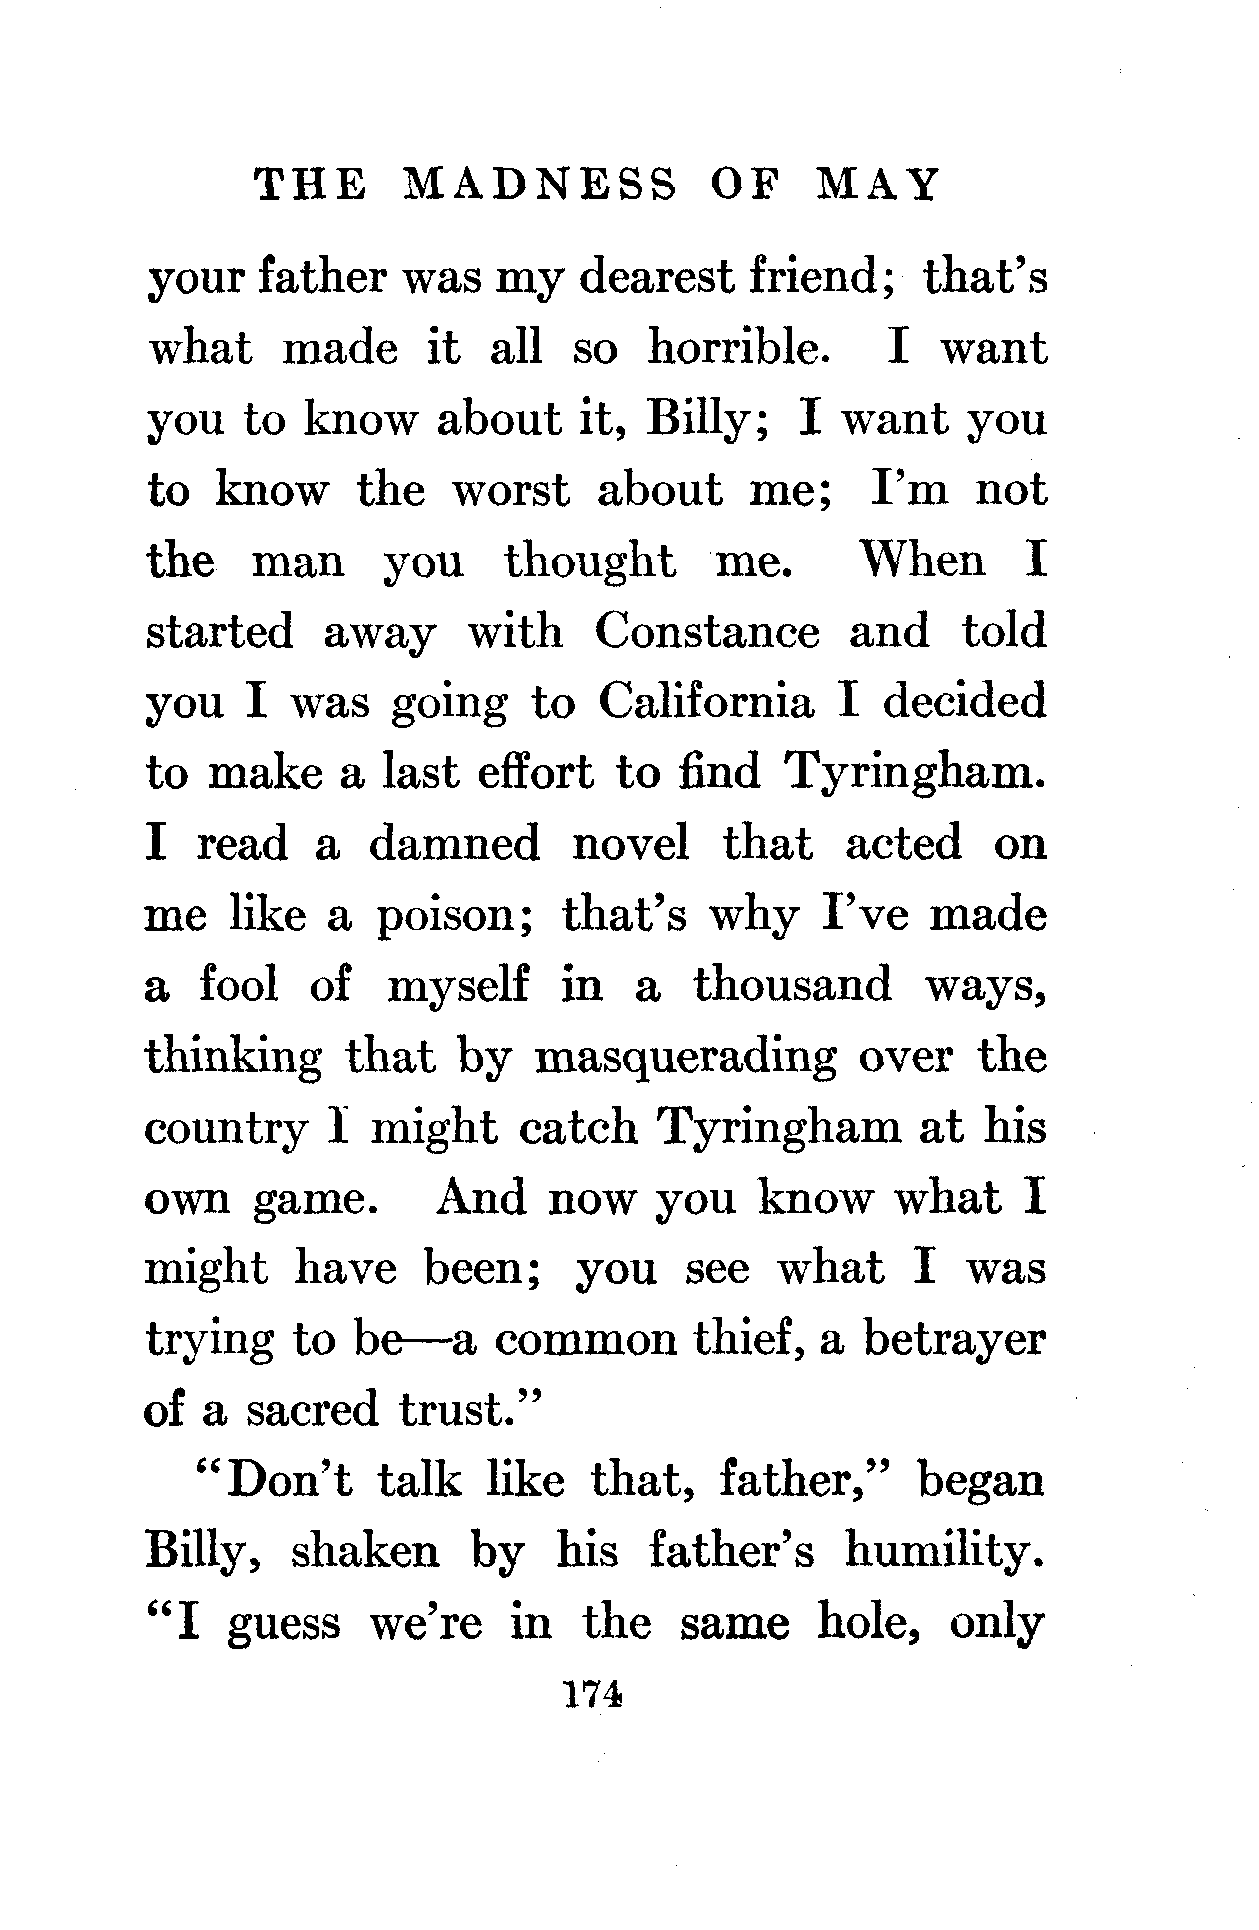 THE MADNESS OF MAY
your father was my dearest friend; that's
what made it all so horrible. I want
you to know about it, Billy; I want you
to know the worst about me; I'm not
the man you thought me. When I
started away with Constance and told
you I was going to California I decided
to make a last effort to find Tyringham.
I read a damned novel that acted on
me like a poison; that's why I've made
a fool of myself in a thousand ways,
thinking that by masquerading over the
country I might catch Tyringham at his
own game. And now you know what I
might have been; you see what I was
trying to be—a common thief, a betrayer
of a sacred trust."
"Don't talk like that, father," began
Billy, shaken by his father's humility.
"I guess we're in the same hole, only
174